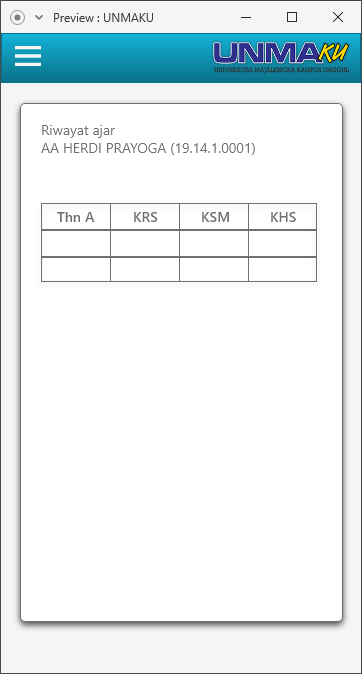 Preview : UNMAKU
UNMAKU
UNIVERSITAS MAJALENGKA KAMPUS UNGGUL
Riwayat ajar
AA HERDI PRAYOGA (19.14.1.0001)
Thn A KRS KSM KHS